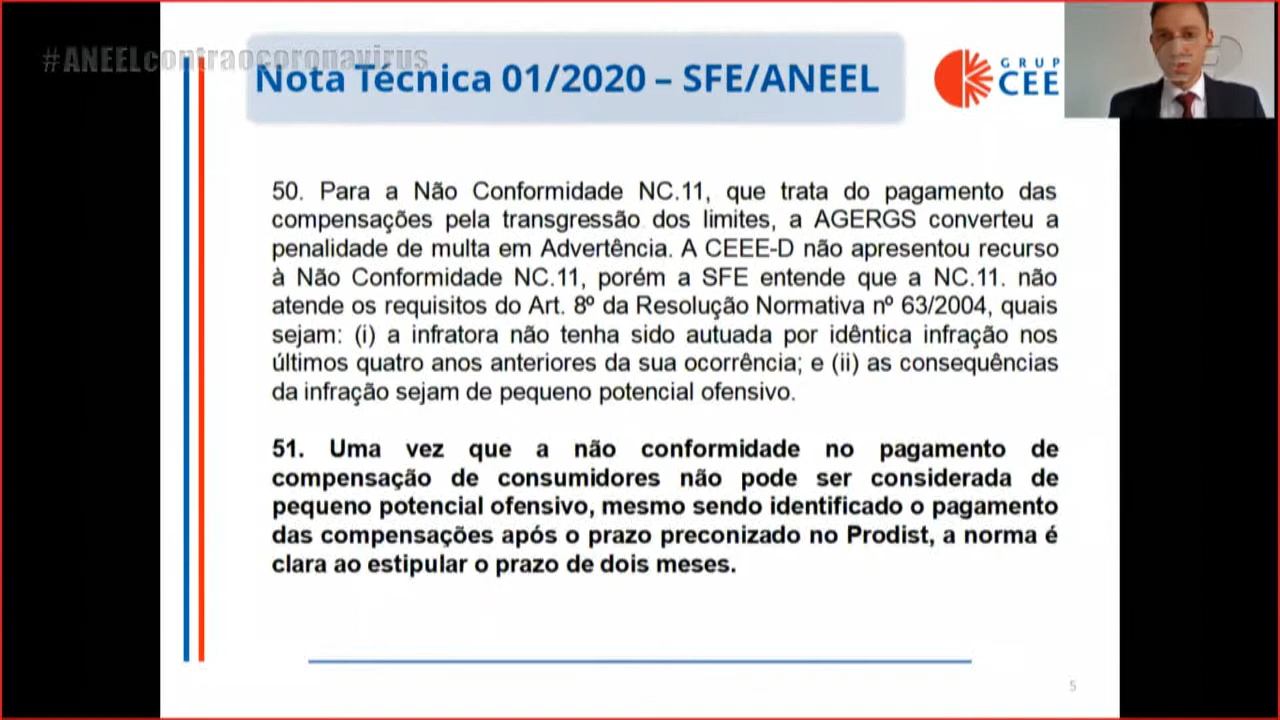 #ANEELcontraocoronavirus
Nota Técnica 01/2020 – SFE/ANEEL
GRUP
CEE
50. Para a Não Conformidade NC.11, que trata do pagamento das
compensações pela transgressão dos limites, a AGERGS converteu a
penalidade de multa em Advertência. A CEEE-D não apresentou recurso
à Não Conformidade NC.11, porém a SFE entende que a NC.11. não
atende os requisitos do Art. 8º da Resolução Normativa nº 63/2004, quais
sejam: (i) a infratora não tenha sido autuada por idêntica infração nos
últimos quatro anos anteriores da sua ocorrência; e (ii) as consequências
da infração sejam de pequeno potencial ofensivo.
51. Uma vez que a não conformidade no pagamento de
compensação de consumidores não pode ser considerada de
pequeno potencial ofensivo, mesmo sendo identificado o pagamento
das compensações após o prazo preconizado no Prodist, a norma é
clara ao estipular o prazo de dois meses.
5